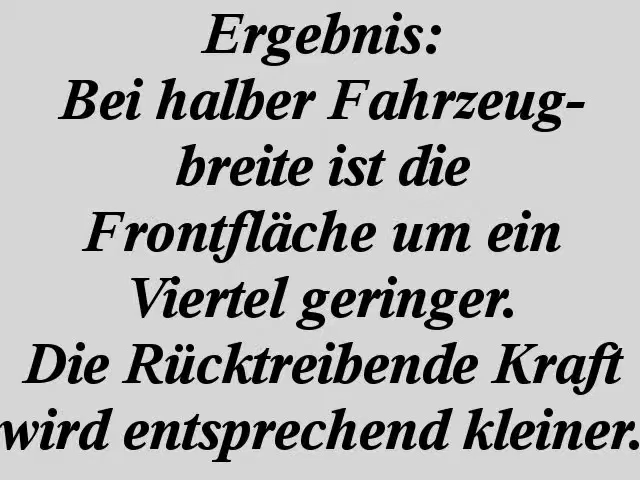 Ergebnis:
Bei halber Fahrzeug-
breite ist die
Frontfläche um ein
Viertel geringer.
Die Rücktreibende Kraft
wird entsprechend kleiner.